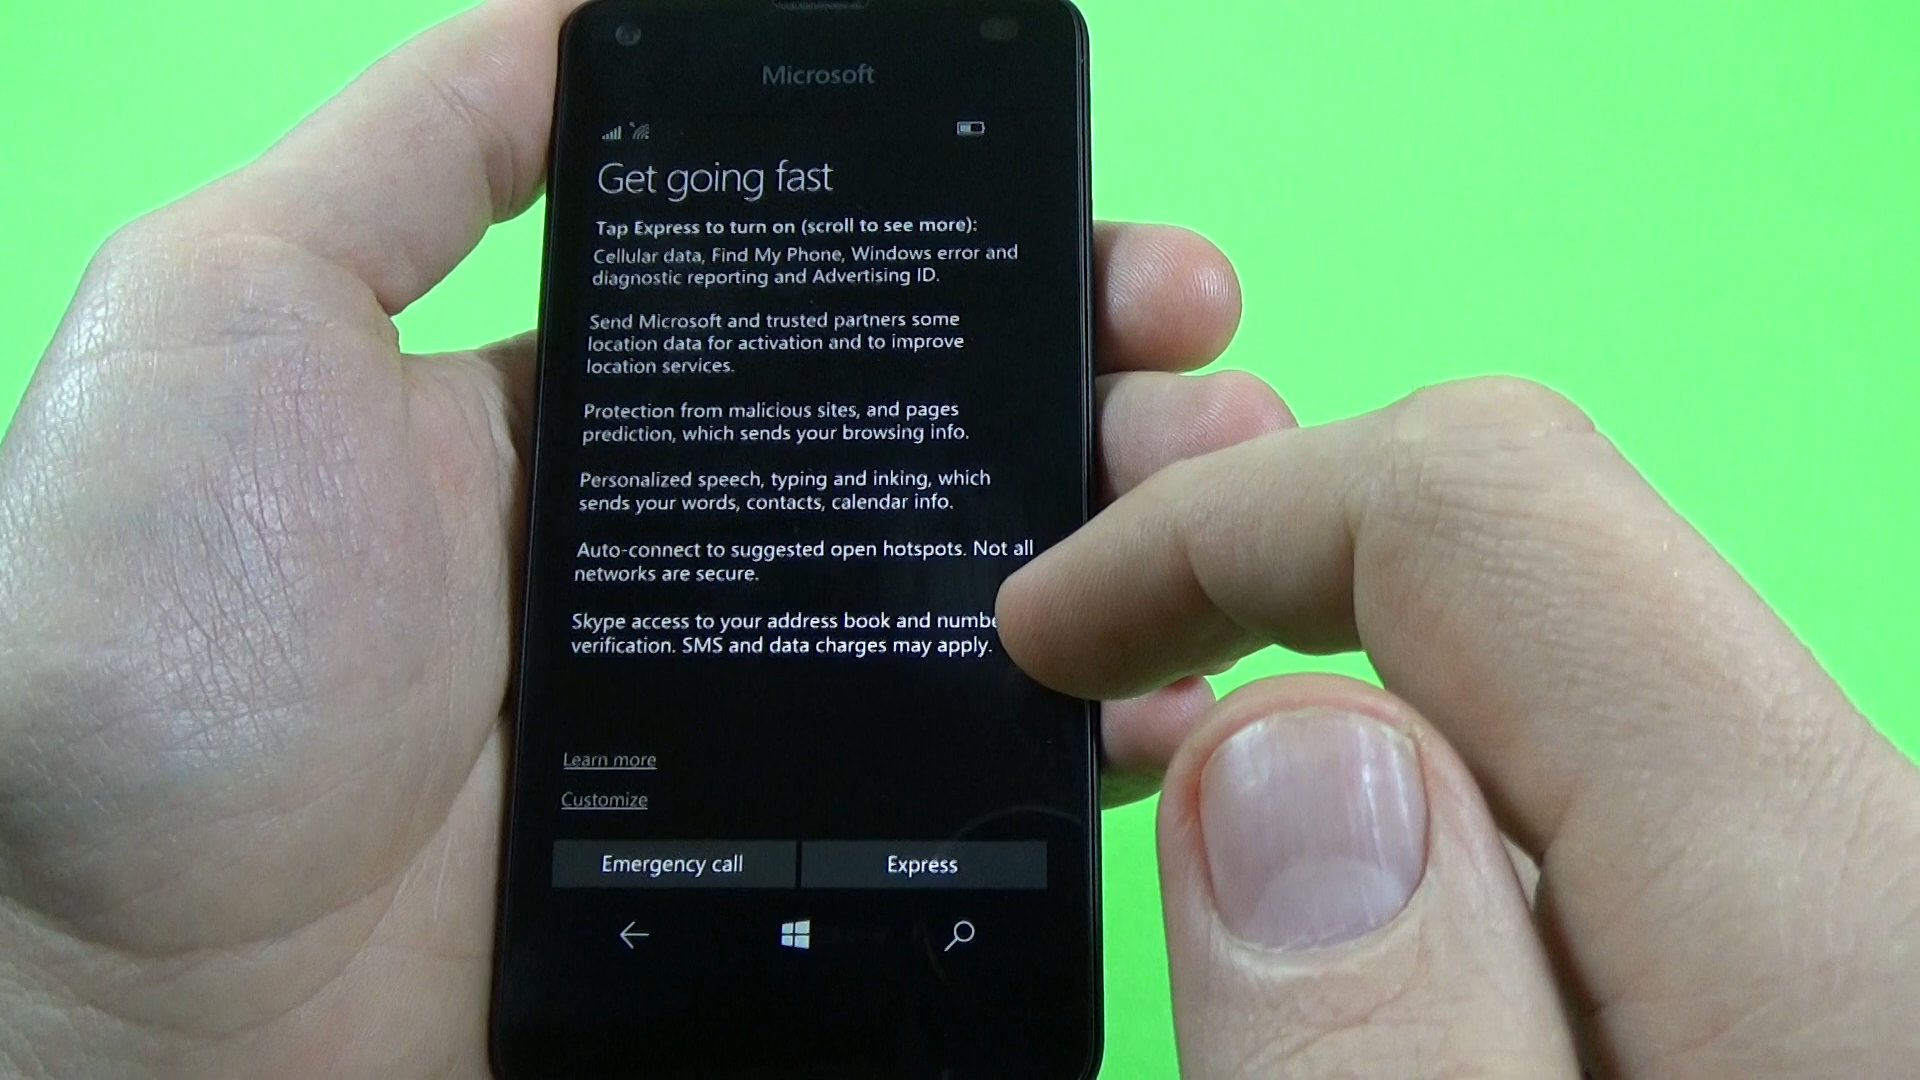 Microsoft
Get going fast
Tap Express to turn on (scroll to see more):
Cellular data, Find My Phone, Windows error and
diagnostic reporting and Advertising ID.
Send Microsoft and trusted partners some
location data for activation and to improve
location services.
Protection from malicious sites, and pages
prediction, which sends your browsing info.
Personalized speech, typing and inking, which
sends your words, contacts, calendar info.
Auto-connect to suggested open hotspots. Not all
networks are secure.
Skype access to your address book and numbe
verification. SMS and data charges may apply.
Learn more
Customize
Emergency call
Express